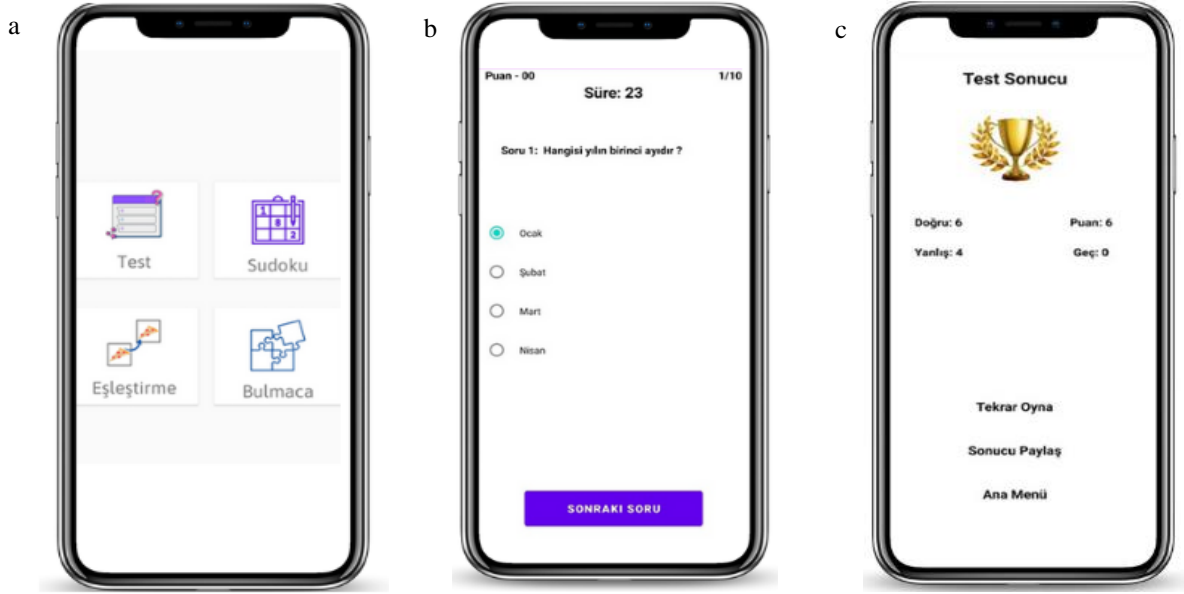 a
Test
Sudoku
Eşleştirme
Bulmaca
b
Puan - 00 1/10
Süre: 23
Soru 1: Hangisi yılın birinci ayıdır ?
Ocak
Şubat
Mart
Nisan
SONRAKI SORU
c
Test Sonucu
Doğru: 6 Puan: 6
Yanlış: 4 Geç: 0
Tekrar Oyna
Sonucu Paylaş
Ana Menü